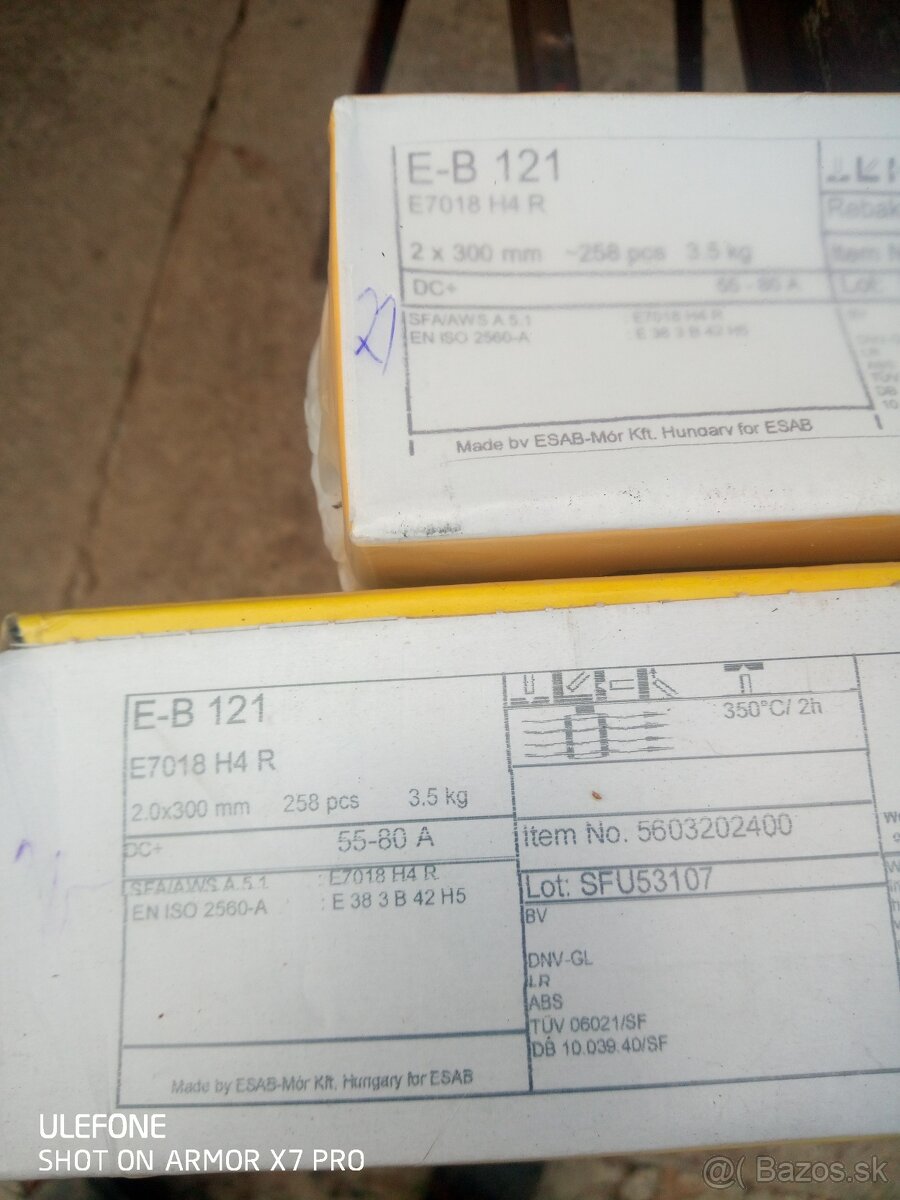 E-B 121
E7018 H4 R
2 x 300 mm ~258 pcs 3.5 kg
DC+ 55 - 80 A
SFA/AWS A 5.1 : E7018 H4 R
EN ISO 2560-A : E 38 3 B 42 H5
Made by ESAB-Mór Kft. Hungary for ESAB
Rebak
Item N
Lot:
E-B 121
E7018 H4 R
2.0x300 mm 258 pcs 3.5 kg
DC+ 55-80 A
SFA/AWS A.5.1 : E7018 H4 R
EN ISO 2560-A : E 38 3 B 42 H5
Made by ESAB-Mór Kft, Hungary for ESAB
350°C/ 2h
Item No. 5603202400
Lot: SFU53107
BV
DNV-GL
LR
ABS
TÜV 06021/SF
DB 10.039.40/SF
ULEFONE
SHOT ON ARMOR X7 PRO
@( Bazos.sk